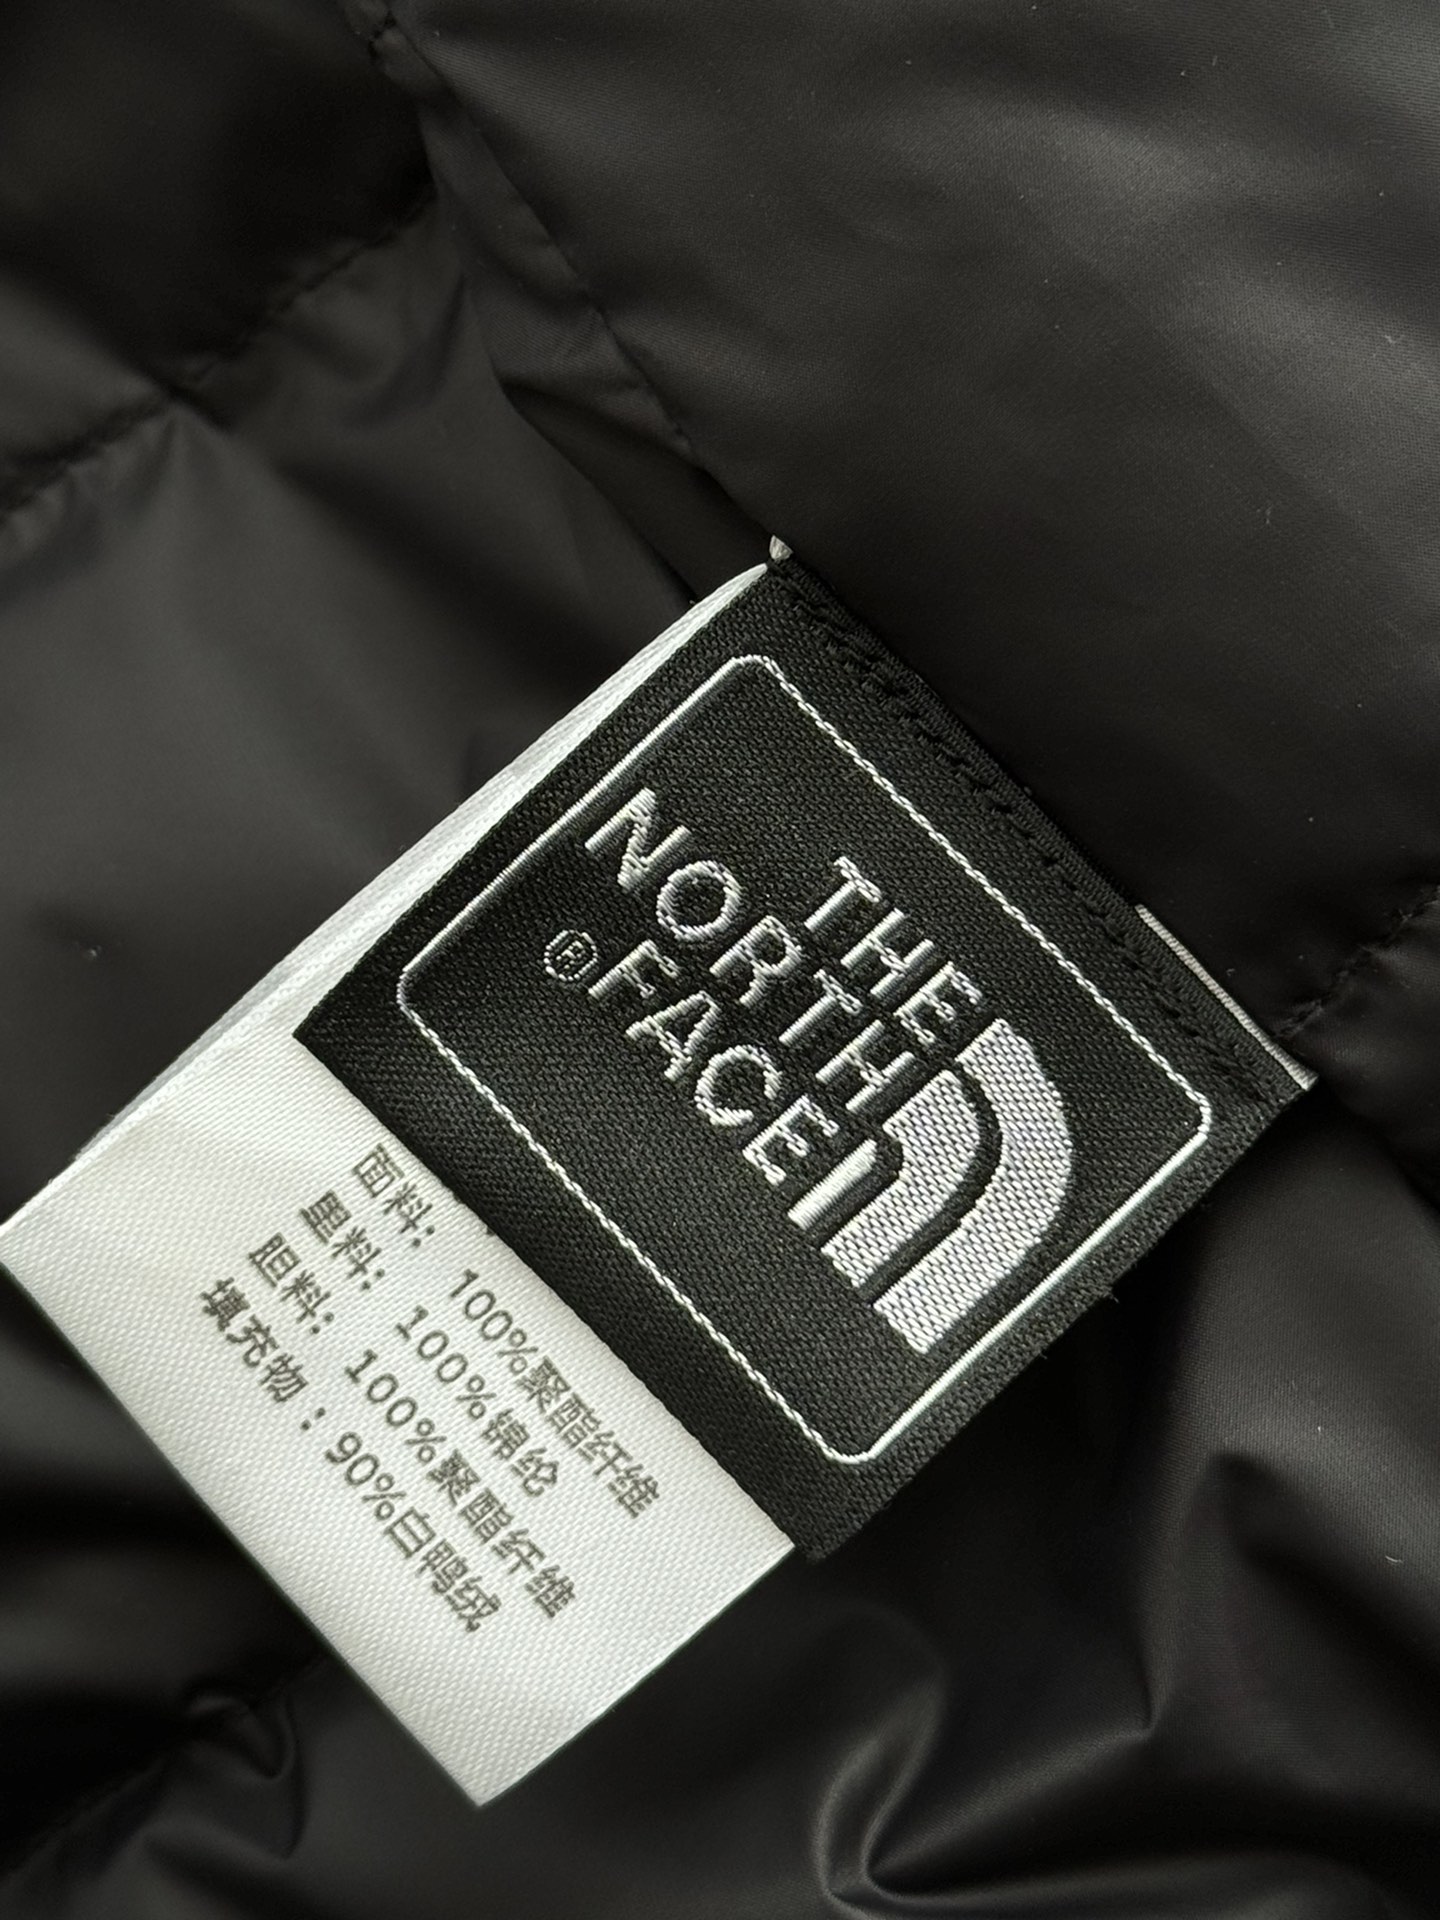 THE
NORTH
FACE®
面料: 100%聚酯纤维
里料: 100%锦纶
胆料: 100%聚酯纤维
填充物: 90%白鸭绒